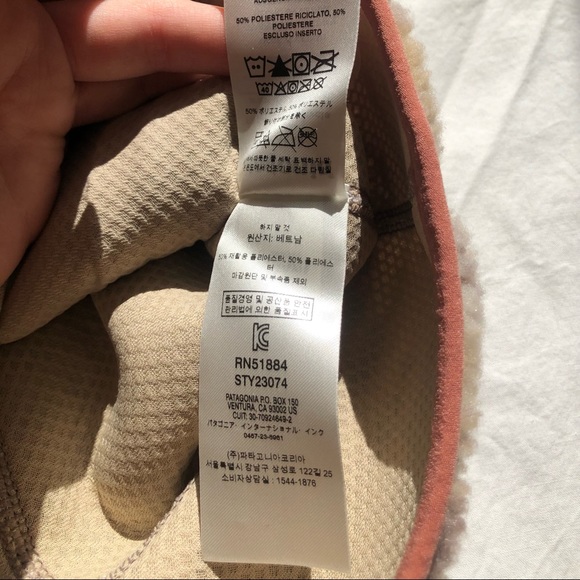 50% POLIESTERE RICICLATO, 50%
POLIESTERE
ESCLUSO INSERTO
40
50% ポリエステル, 50% ポリエステル
하지 말 것
원산지: 베트남
50% 재활용 폴리에스터, 50% 폴리에스
터
마감원단 및 부속품 제외
품질경영 및 공산품 안전
관리법에 의한 품질표시
RN51884
STY23074
PATAGONIA P.O. BOX 150
VENTURA, CA 93002 US
CUIT: 30-70924649-2
パタゴニア インターナショナル インク
0467-23-8961
(주)파타고니아코리아
서울특별시 강남구 삼성로 122길 25
소비자상담실 : 1544-1876